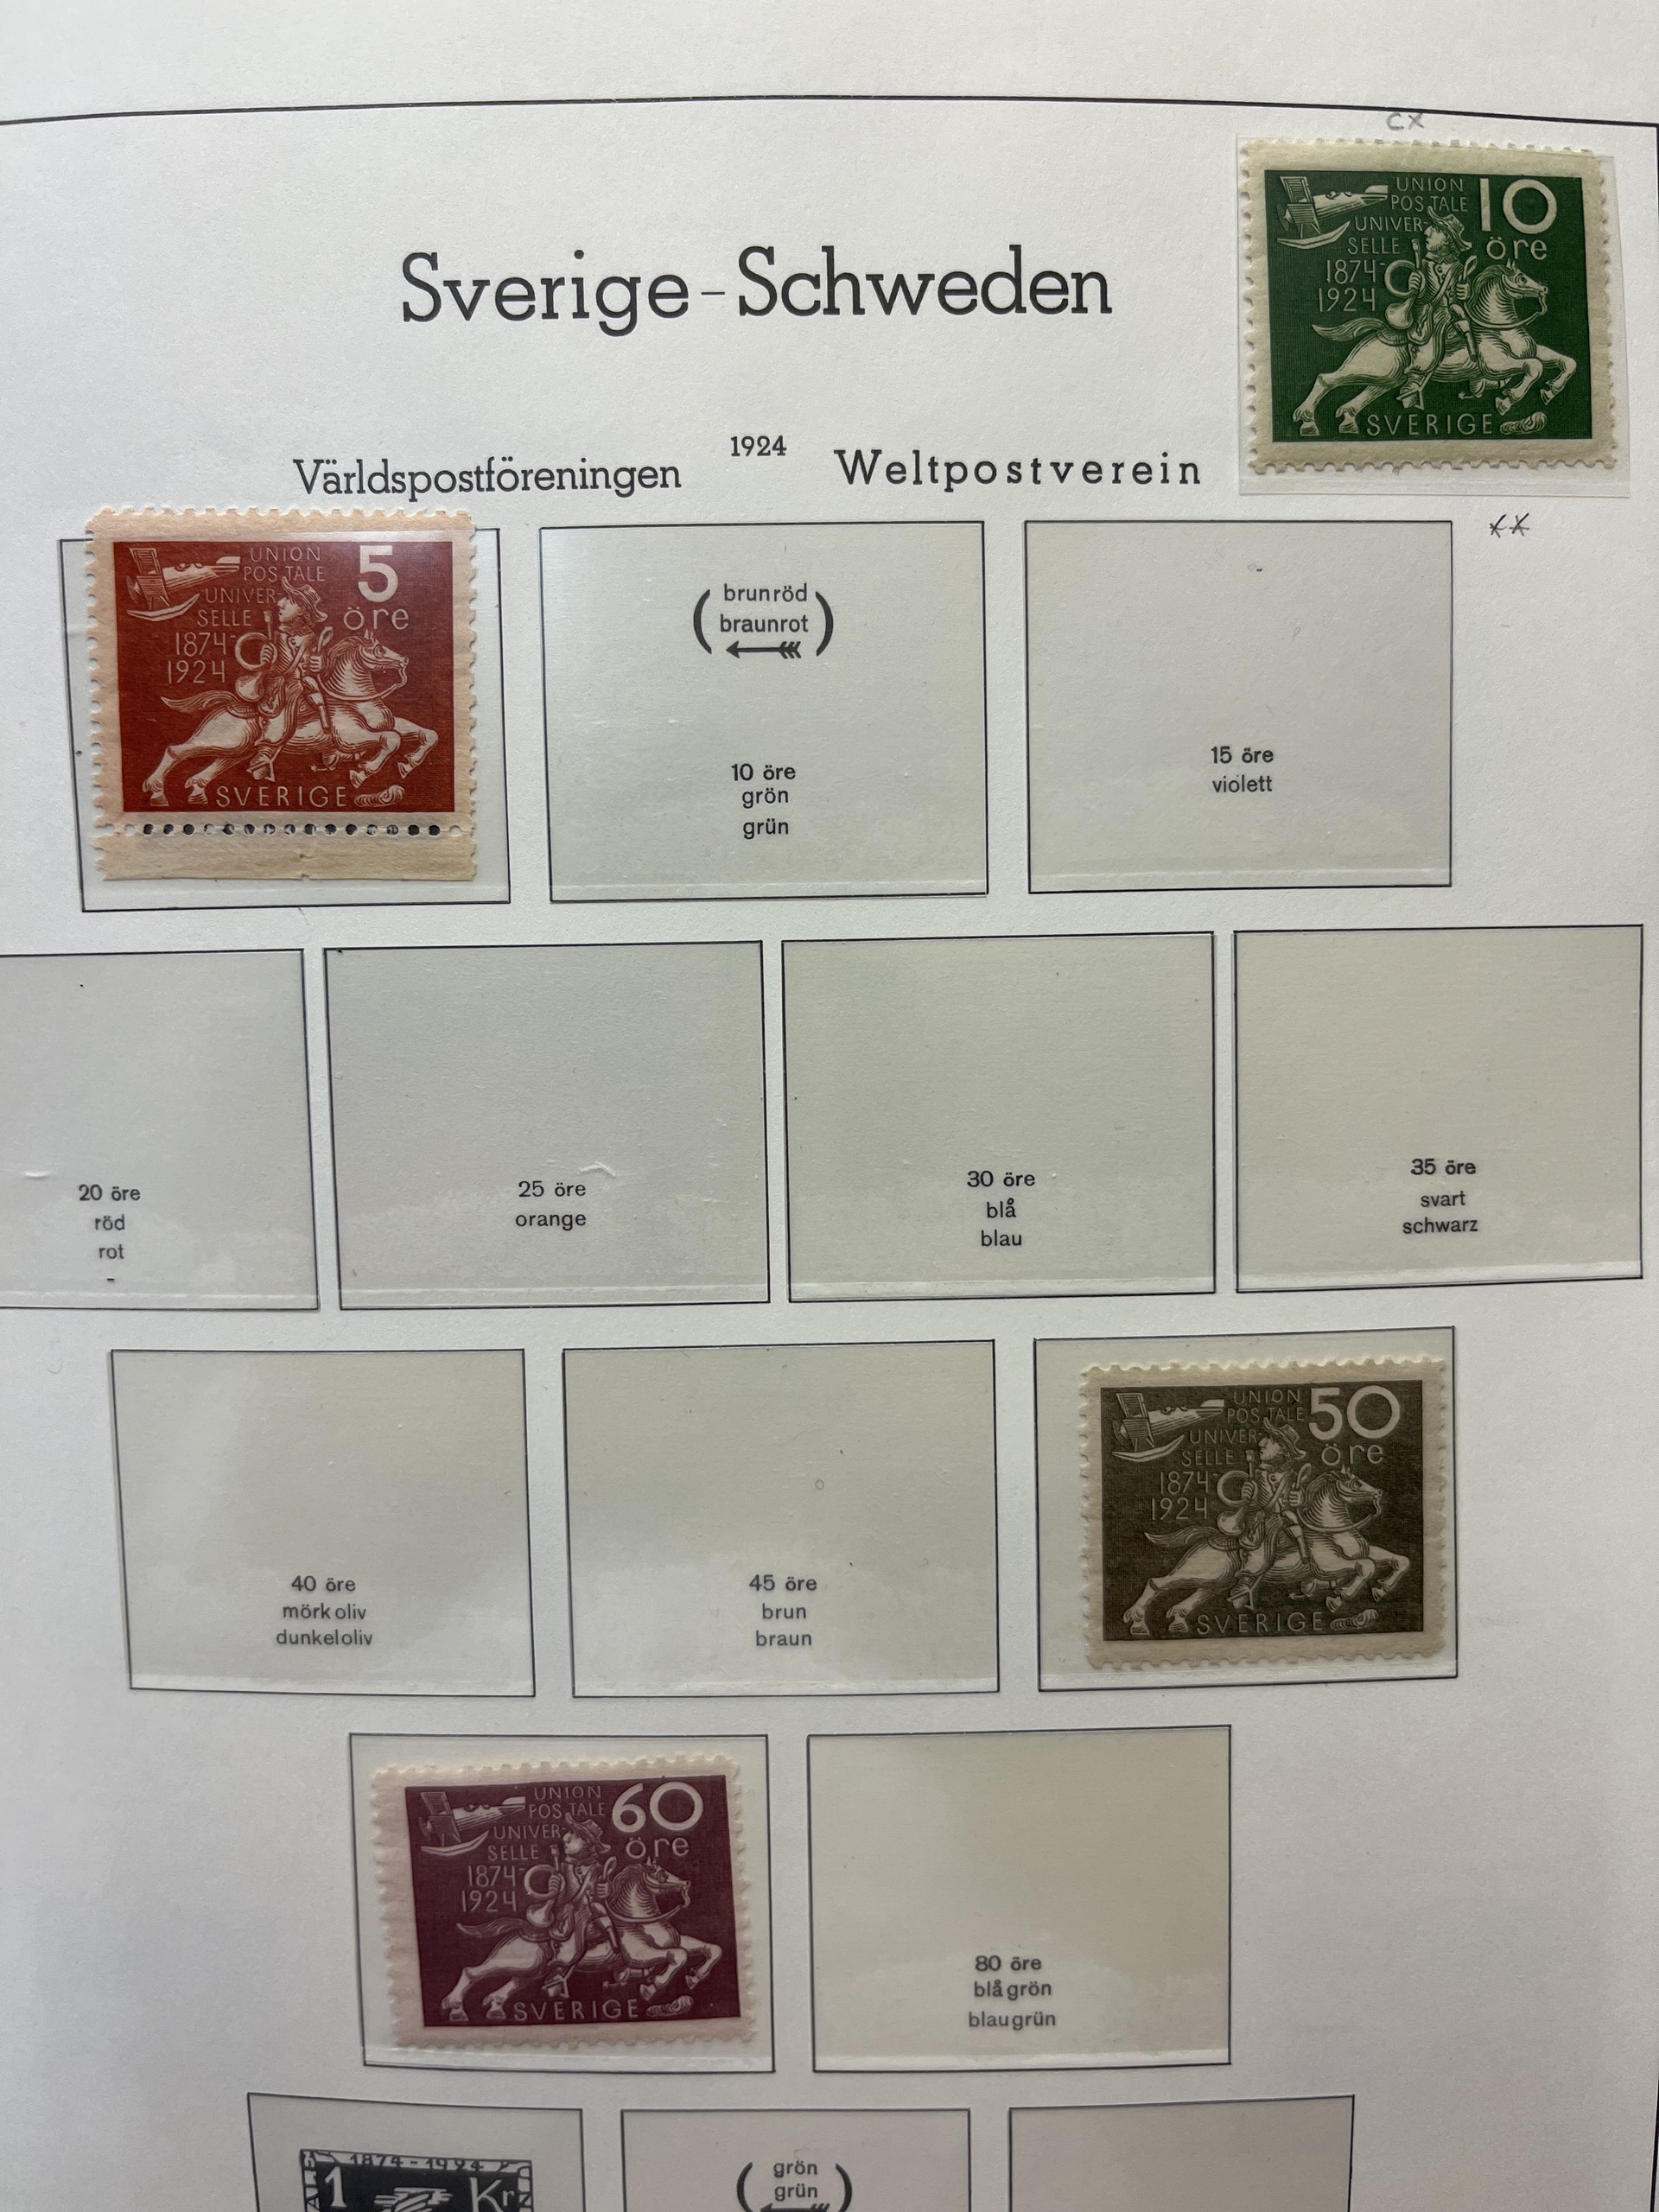 cx
UNION
POSTALE
UNIVER-
SELLE
1874-
1924
10
öre
SVERIGE
Sverige-Schweden
1924
Världspostföreningen
Weltpostverein
xx
UNION
POSTALE
UNIVER-
SELLE
1874-
1924
5
öre
SVERIGE
(brunröd
braunrot)
10 öre
grön
grün
15 öre
violett
20 öre
röd
rot
-
25 öre
orange
30 öre
blå
blau
35 öre
svart
schwarz
40 öre
mörkoliv
dunkeloliv
45 öre
brun
braun
UNION
POSTALE
UNIVER-
SELLE
1874-
1924
50
öre
SVERIGE
UNION
POSTALE
UNIVER-
SELLE
1874-
1924
60
öre
SVERIGE
80 öre
blågrön
blaugrün
1874-1924
1 Kr
(grön
grün)